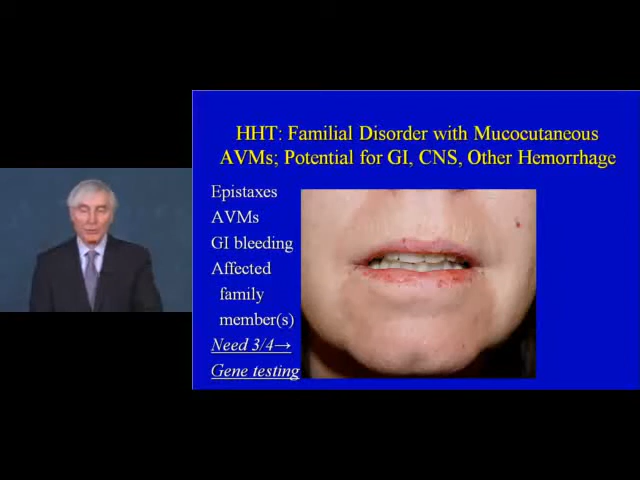 HHT: Familial Disorder with Mucocutaneous
AVMs; Potential for GI, CNS, Other Hemorrhage
Epistaxes
AVMs
GI bleeding
Affected
family
member(s)
Need 3/4→
Gene testing